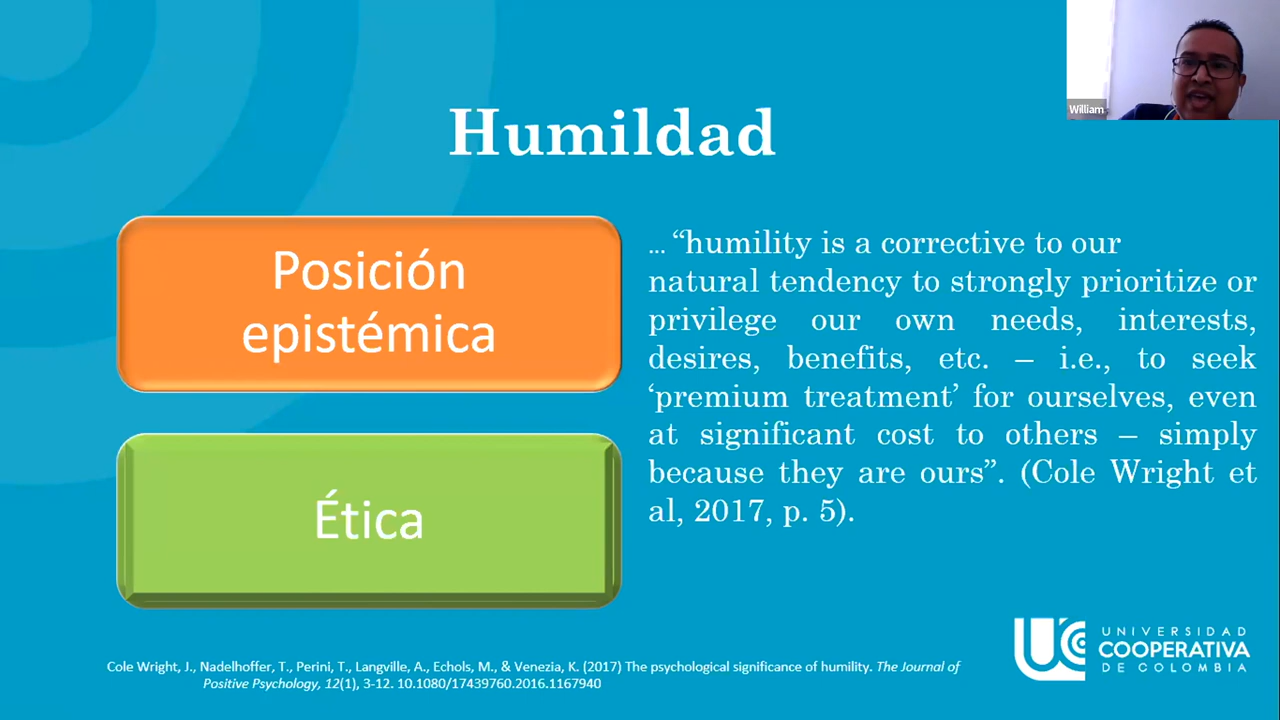 William
Humildad
Posición
epistémica
Ética
... “humility is a corrective to our
natural tendency to strongly prioritize or
privilege our own needs, interests,
desires, benefits, etc. – i.e., to seek
‘premium treatment’ for ourselves, even
at significant cost to others – simply
because they are ours”. (Cole Wright et
al, 2017, p. 5).
Cole Wright, J., Nadelhoffer, T., Perini, T., Langville, A., Echols, M., & Venezia, K. (2017) The psychological significance of humility. The Journal of
Positive Psychology, 12(1), 3-12. 10.1080/17439760.2016.1167940
UNIVERSIDAD
COOPERATIVA
DE COLOMBIA